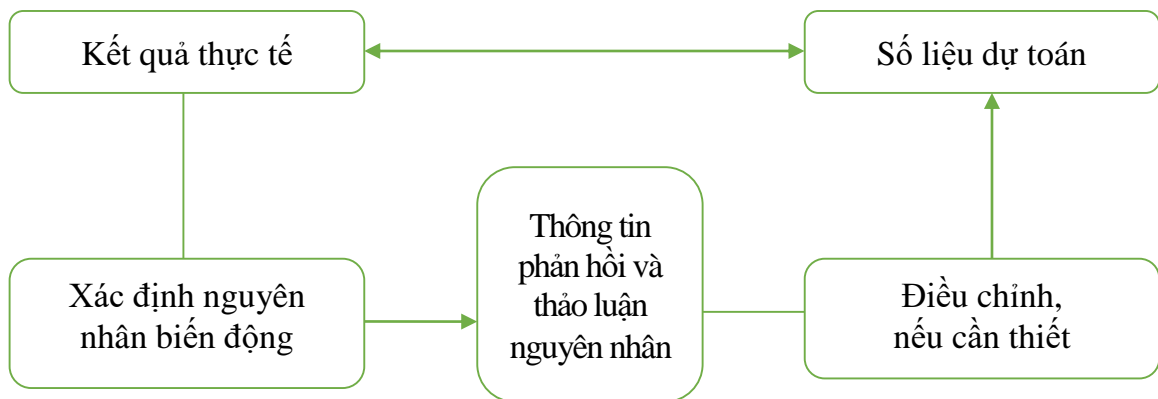 Kết quả thực tế
Số liệu dự toán
Thông tin
phản hồi và
thảo luận
nguyên nhân
Xác định nguyên
nhân biến động
Điều chỉnh,
nếu cần thiết